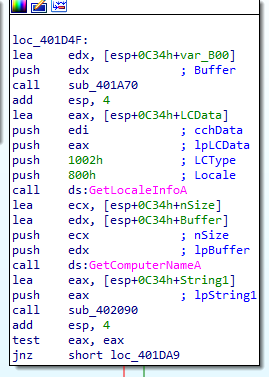 loc_401D4F:
lea edx, [esp+0C34h+var_B00]
push edx ; Buffer
call sub_401A70
add esp, 4
lea eax, [esp+0C34h+LCData]
push edi ; cchData
push eax ; lpLCData
push 1002h ; LCType
push 800h ; Locale
call ds:GetLocaleInfoA
lea ecx, [esp+0C34h+nSize]
lea edx, [esp+0C34h+Buffer]
push ecx ; nSize
push edx ; lpBuffer
call ds:GetComputerNameA
lea eax, [esp+0C34h+String1]
push eax ; lpString1
call sub_402090
add esp, 4
test eax, eax
jnz short loc_401DA9